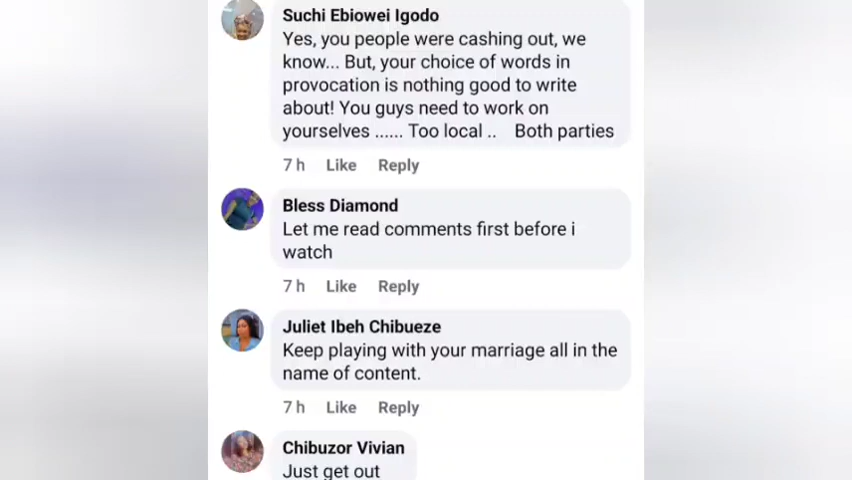 Suchi Ebiowei Igodo
Yes, you people were cashing out, we
know... But, your choice of words in
provocation is nothing good to write
about! You guys need to work on
yourselves ...... Too local .. Both parties
7 h Like Reply
Bless Diamond
Let me read comments first before i
watch
7 h Like Reply
Juliet Ibeh Chibueze
Keep playing with your marriage all in the
name of content.
7 h Like Reply
Chibuzor Vivian
Just get out